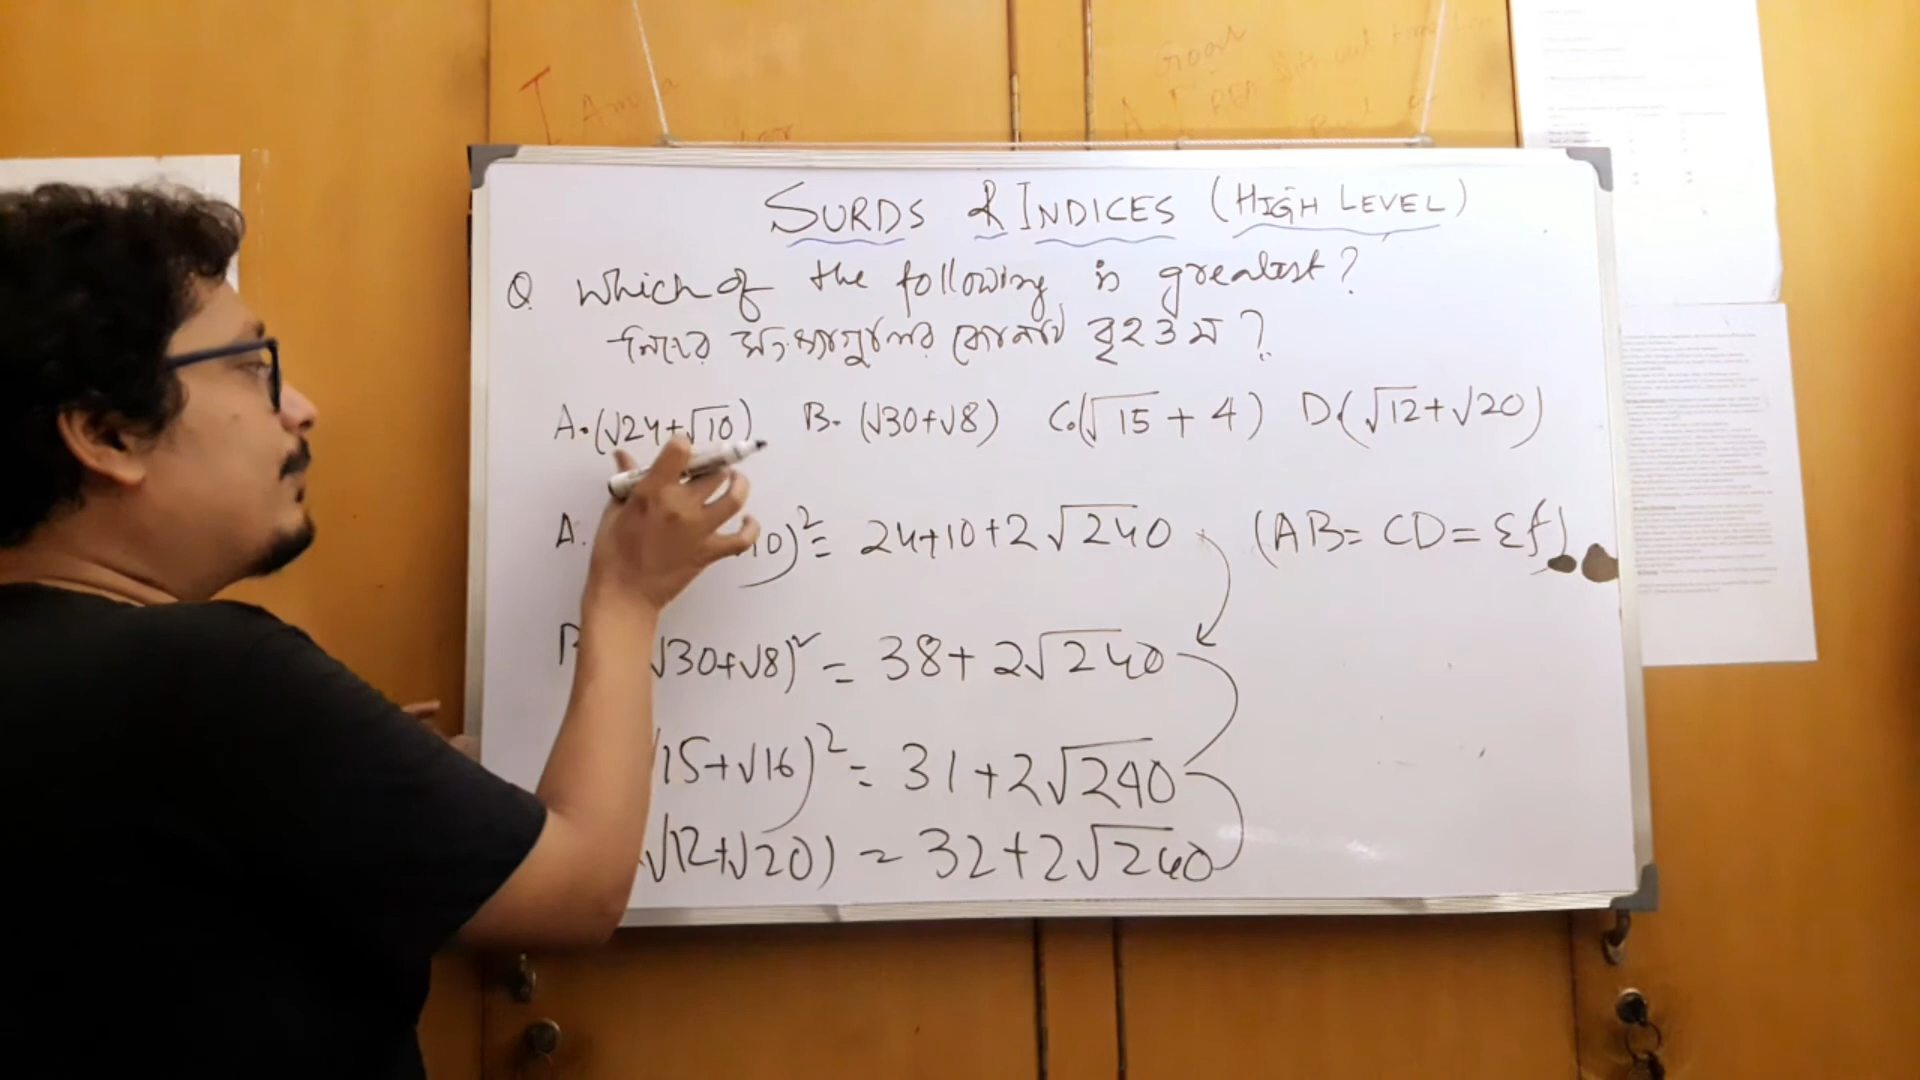 SURDS & INDICES (HIGH LEVEL)
Q which of the following is greatest?
নিচের সংখ্যাগুলোর কোনটি বৃহত্তম ?
A. (√24+√10) B. (√30+√8) C. (√15 + 4) D. (√12+√20)
A. 10)² = 24+10+2√240 (AB= CD= Ef)
√30+√8)² = 38+2√240
15+√16)² = 31+2√240
√12+√20) = 32+2√240